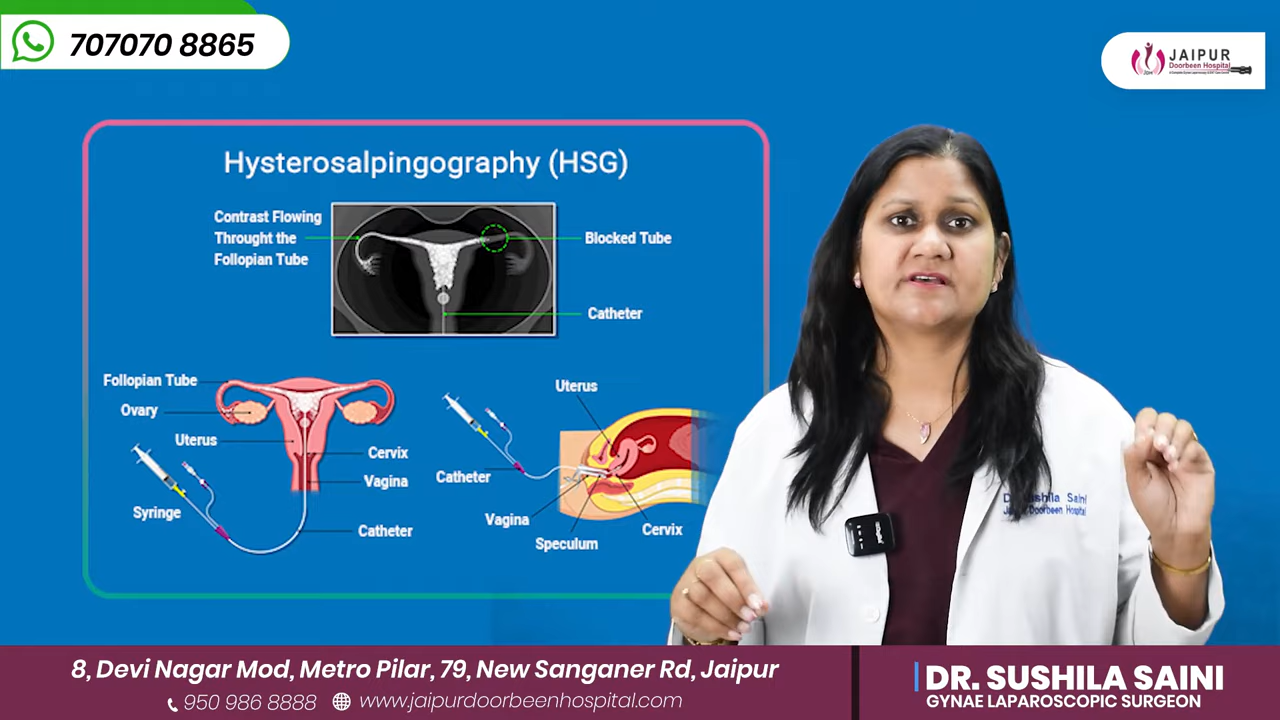 707070 8865
JAIPUR
Doorbeen Hospital
Hysterosalpingography (HSG)
Contrast Flowing
Throught the
Follopian Tube
Blocked Tube
Catheter
Follopian Tube
Ovary
Uterus
Cervix
Vagina
Syringe
Catheter
Uterus
Catheter
Vagina
Speculum
Cervix
Dr. Sushila Saini
Jaipur Doorbeen Hospital
8, Devi Nagar Mod, Metro Pilar, 79, New Sanganer Rd, Jaipur
950 986 8888 www.jaipurdoorbeenhospital.com
DR. SUSHILA SAINI
GYNAE LAPAROSCOPIC SURGEON